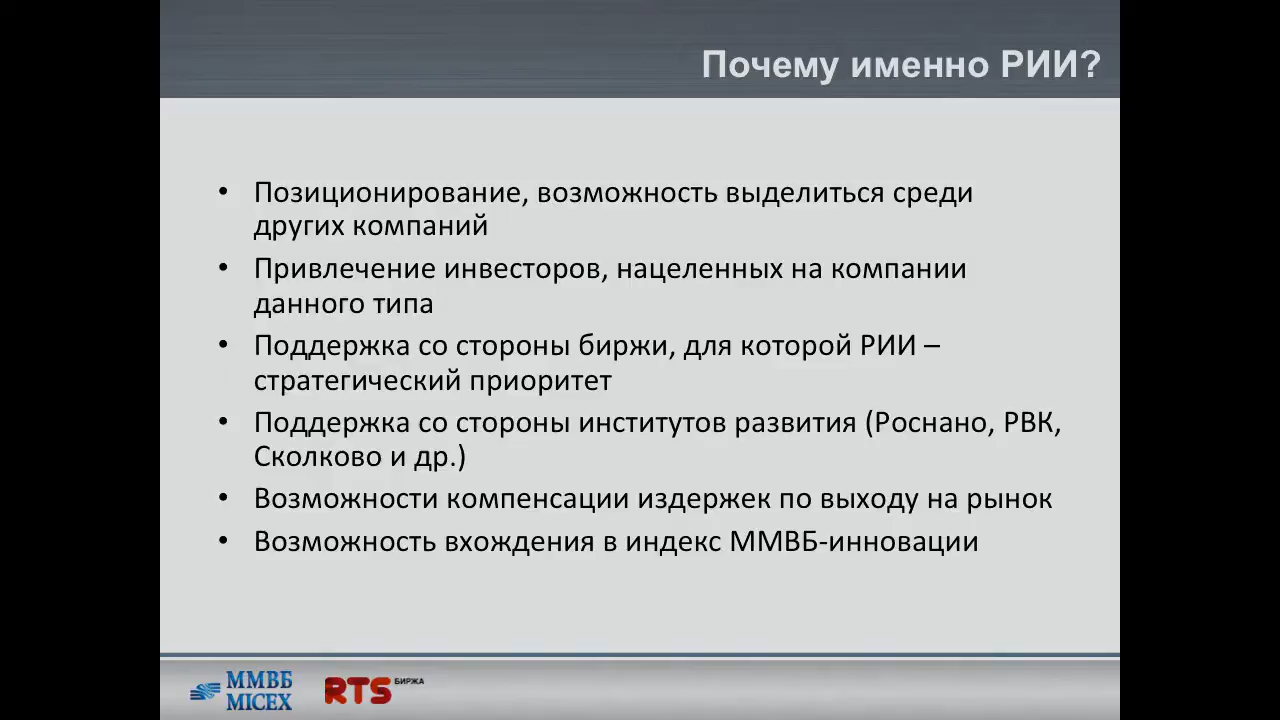 Почему именно РИИ?
• Позиционирование, возможность выделиться среди
других компаний
• Привлечение инвесторов, нацеленных на компании
данного типа
• Поддержка со стороны биржи, для которой РИИ –
стратегический приоритет
• Поддержка со стороны институтов развития (Роснано, РВК,
Сколково и др.)
• Возможности компенсации издержек по выходу на рынок
• Возможность вхождения в индекс ММВБ-инновации
ММВБ
MICEX
RTS БИРЖА